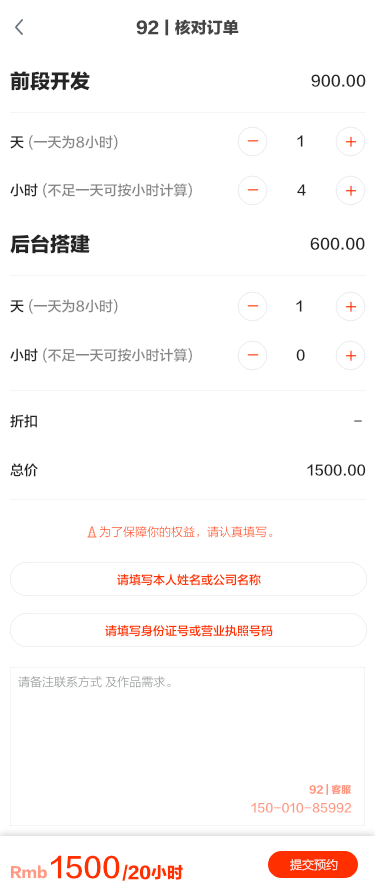 92 | 核对订单
前段开发 900.00
天 (一天为8小时) − 1 +
小时 (不足一天可按小时计算) − 4 +
后台搭建 600.00
天 (一天为8小时) − 1 +
小时 (不足一天可按小时计算) − 0 +
折扣 −
总价 1500.00
为了保障你的权益，请认真填写。
请填写本人姓名或公司名称
请填写身份证号或营业执照号码
请备注联系方式 及作品需求。
92 | 客服
150-010-85992
Rmb 1500 /20小时
提交预约